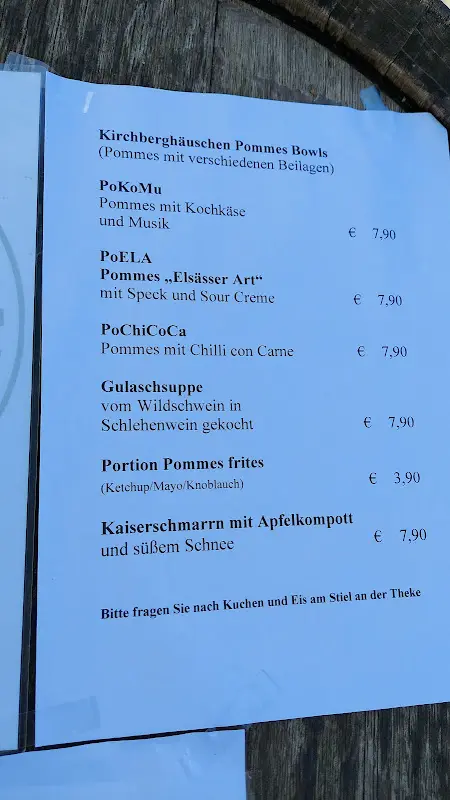 Kirchberghäuschen Pommes Bowls
(Pommes mit verschiedenen Beilagen)
PoKoMu
Pommes mit Kochkäse
und Musik € 7,90
PoELA
Pommes „Elsässer Art“
mit Speck und Sour Creme € 7,90
PoChiCoCa
Pommes mit Chilli con Carne € 7,90
Gulaschsuppe
vom Wildschwein in
Schlehenwein gekocht € 7,90
Portion Pommes frites
(Ketchup/Mayo/Knoblauch) € 3,90
Kaiserschmarrn mit Apfelkompott
und süßem Schnee € 7,90
Bitte fragen Sie nach Kuchen und Eis am Stiel an der Theke